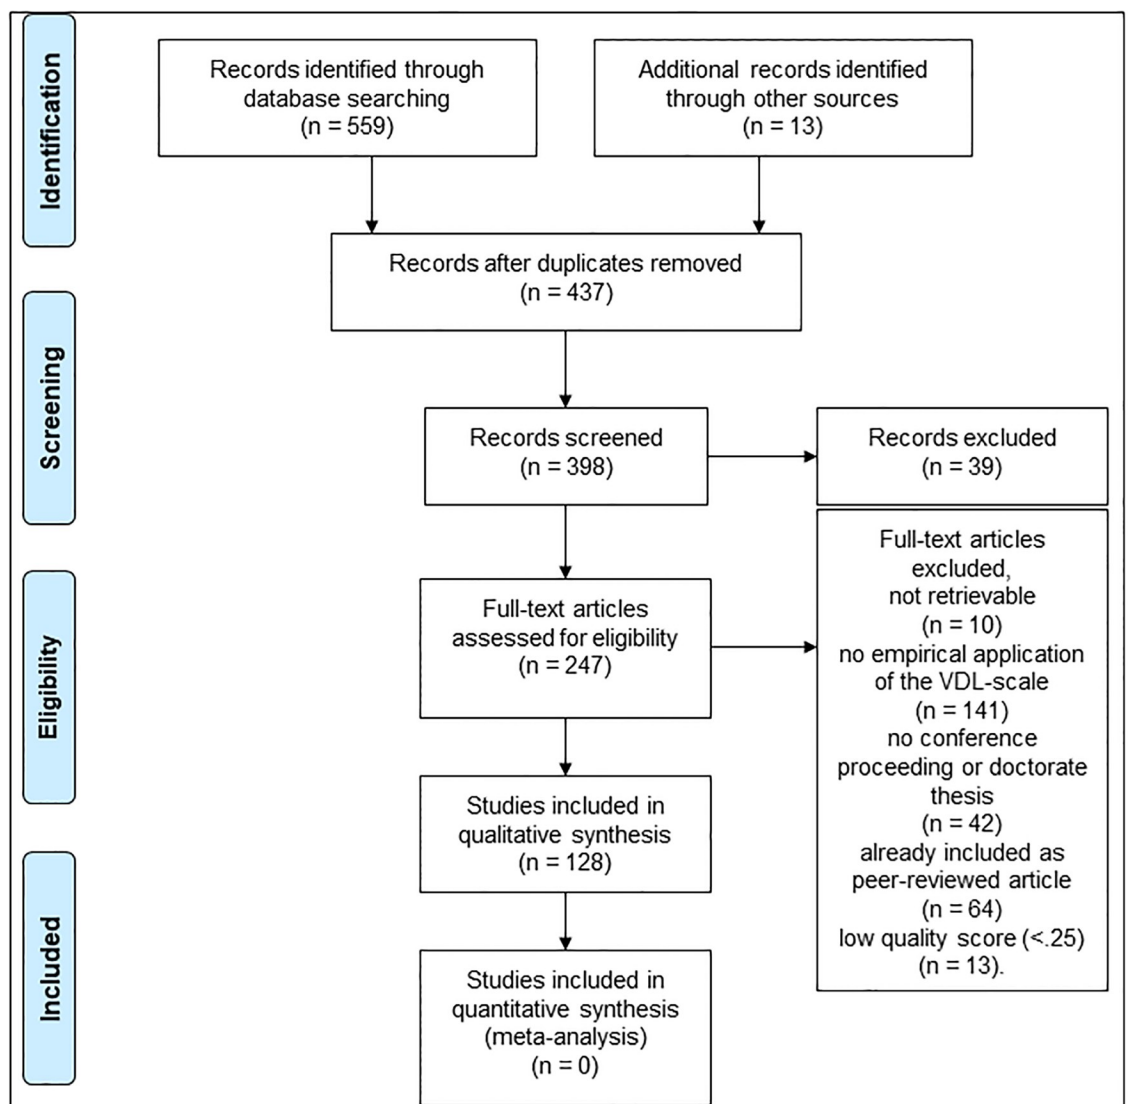 Identification
Records identified through
database searching
(n = 559)
Additional records identified
through other sources
(n = 13)
Records after duplicates removed
(n = 437)
Screening
Records screened
(n = 398)
Records excluded
(n = 39)
Eligibility
Full-text articles
assessed for eligibility
(n = 247)
Full-text articles
excluded,
not retrievable
(n = 10)
no empirical application
of the VDL-scale
(n = 141)
no conference
proceeding or doctorate
thesis
(n = 42)
already included as
peer-reviewed article
(n = 64)
low quality score (<.25)
(n = 13).
Studies included in
qualitative synthesis
(n = 128)
Included
Studies included in
quantitative synthesis
(meta-analysis)
(n = 0)